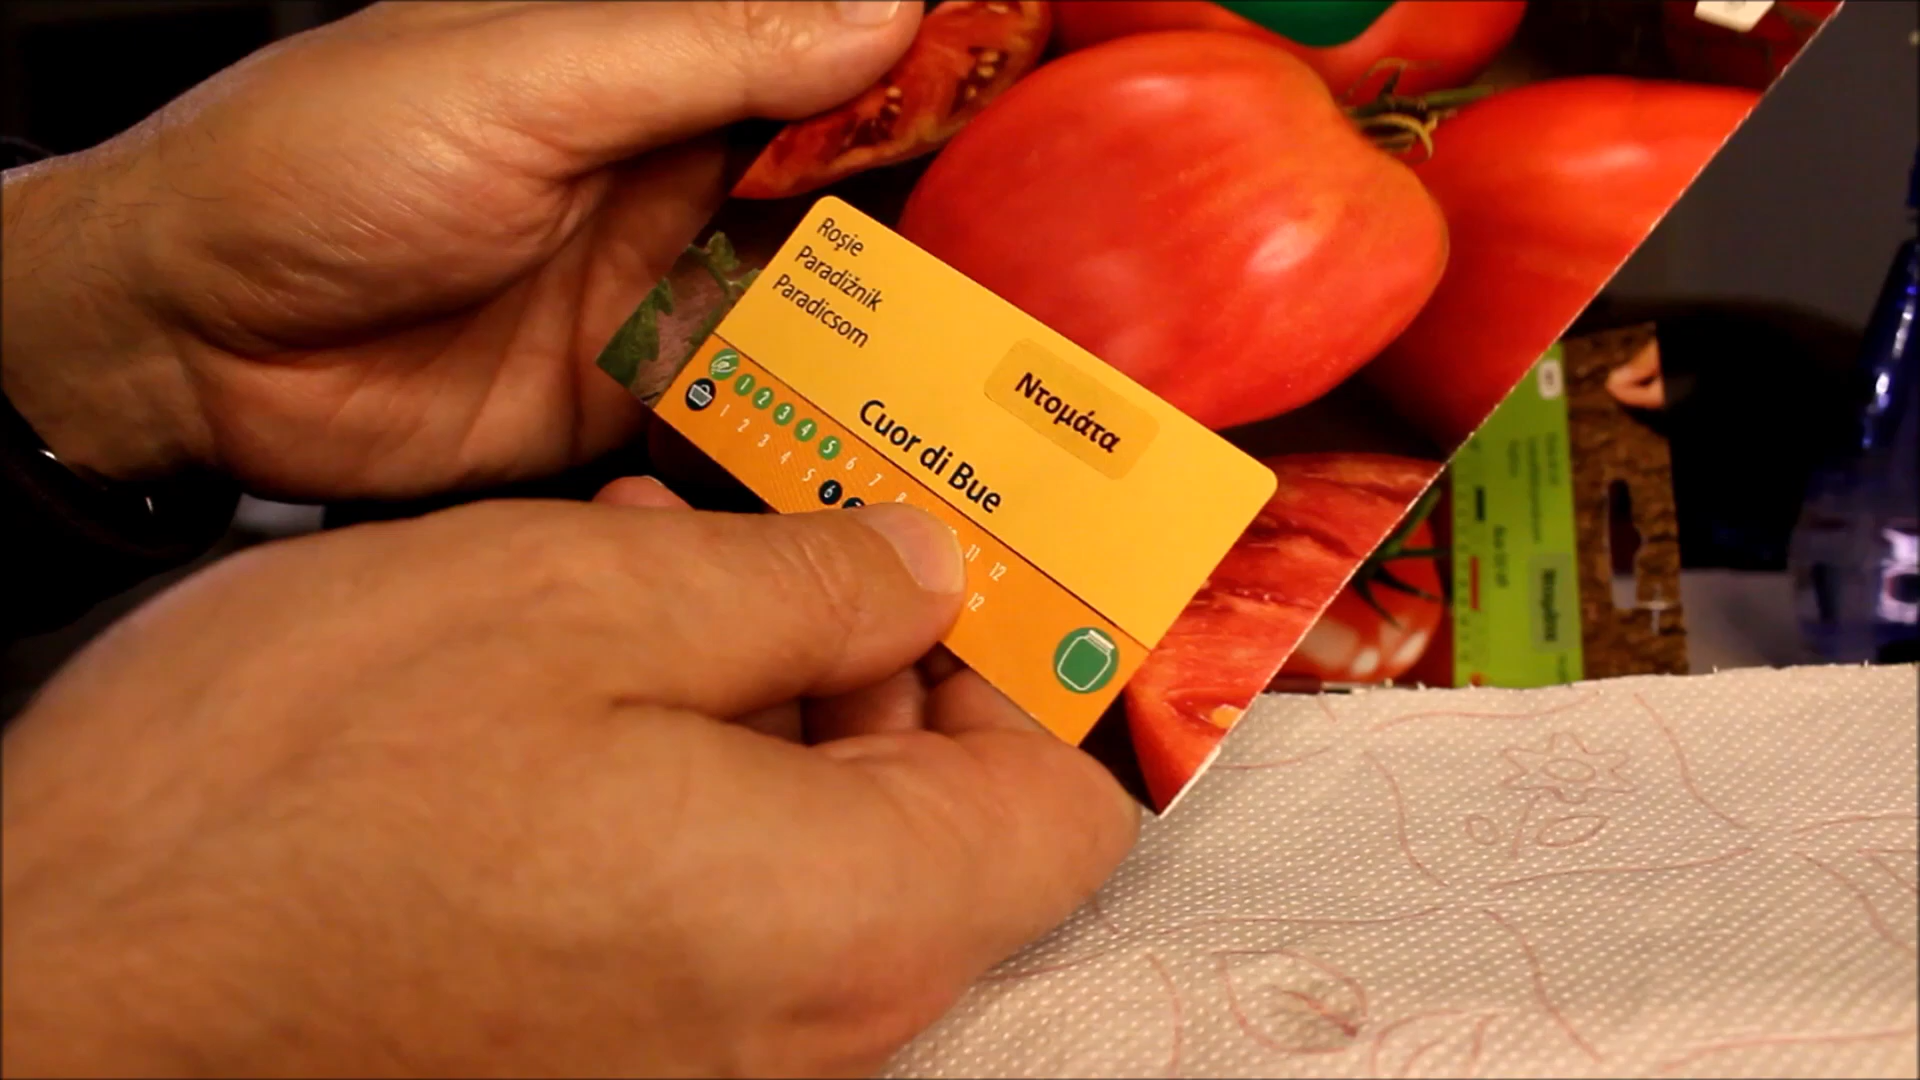 Roșie
Paradižnik
Paradicsom
Ντομάτα
Cuor di Bue
1 2 3 4 5 6 7 8 11 12
1 2 3 4 5 6 12